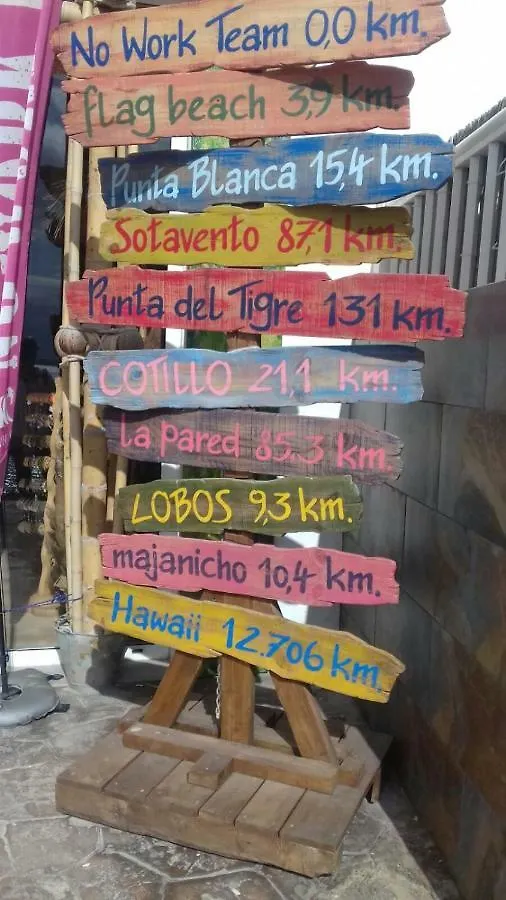 No Work Team 0,0 km.
flag beach 3,9 km.
Punta Blanca 15,4 km.
Sotavento 87,1 km.
Punta del Tigre 131 km.
COTILLO 21,1 km.
la pared 85.3 km.
LOBOS 9,3 km.
majanicho 10,4 km.
Hawaii 12.706 km.